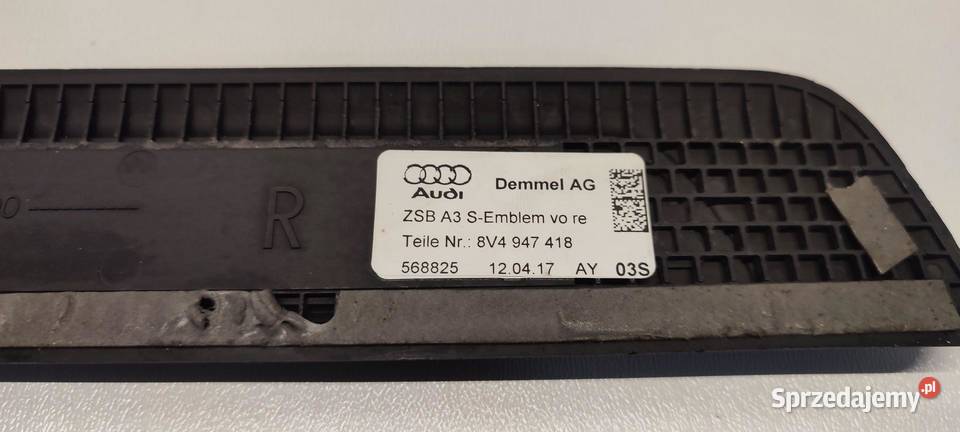 Audi
Demmel AG
ZSB A3 S-Emblem vo re
Teile Nr.: 8V4 947 418
568825 12.04.17 AY 03S
R
Sprzedajemy.pl